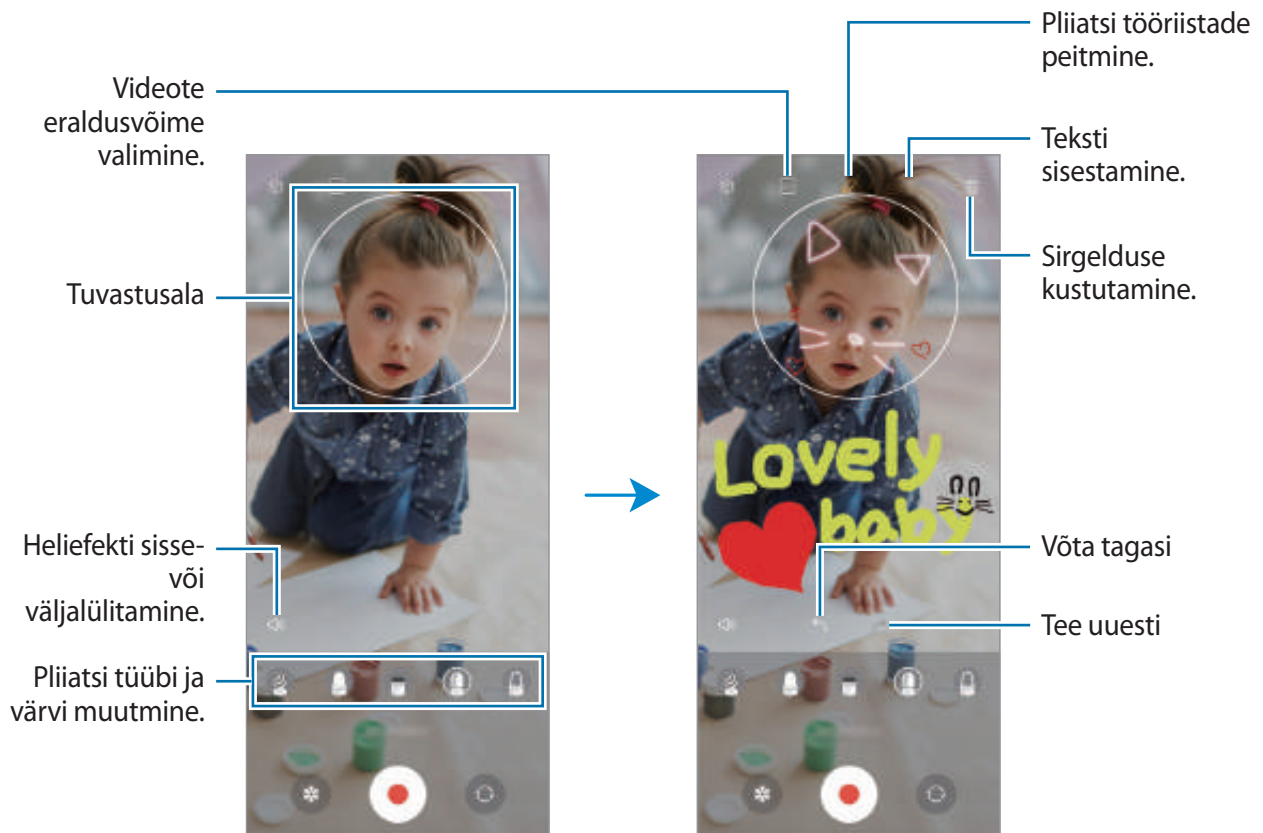 Pliiatsi tööriistade
peitmine.
Videote
eraldusvõime
valimine.
Teksti
sisestamine.
Sirgelduse
kustutamine.
Tuvastusala
Lovely
baby
Heliefekti sisse-
või
väljalülitamine.
Võta tagasi
Tee uuesti
Pliiatsi tüübi ja
värvi muutmine.